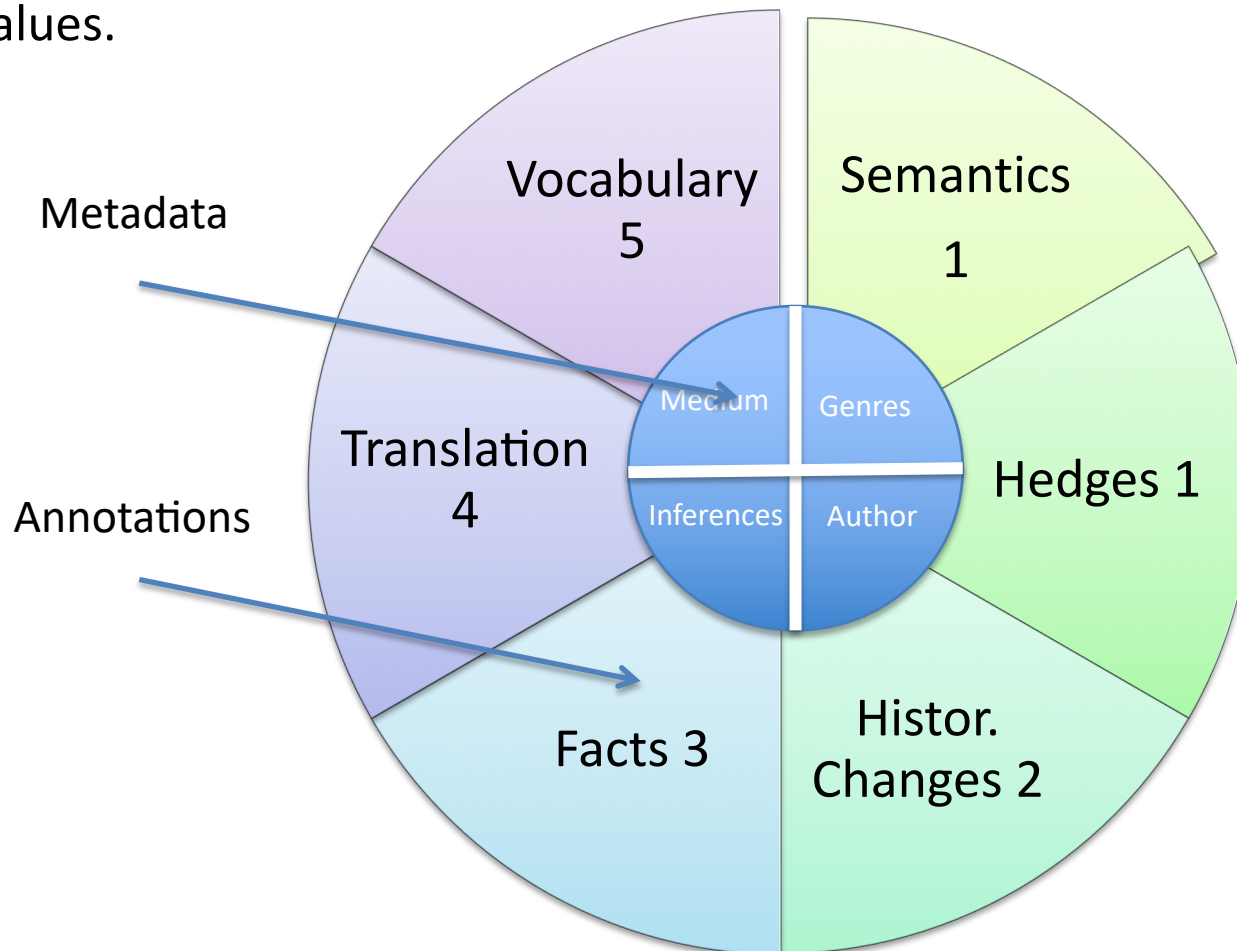 alues.
Metadata
Annotations
Vocabulary
5
Semantics
1
Translation
4
Hedges 1
Facts 3
Histor.
Changes 2
Medium
Genres
Inferences
Author